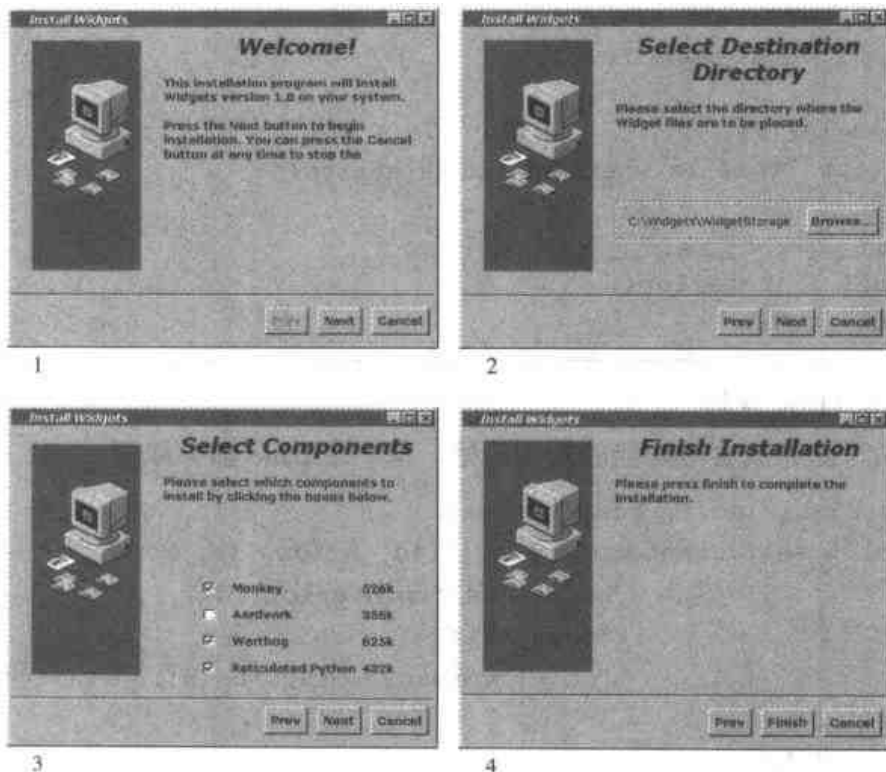 Install Widgets
Welcome!
This installation program will install
Widgets version 1.0 on your system.
Press the Next button to begin
installation. You can press the Cancel
button at any time to stop the
Prev Next Cancel
1
Install Widgets
Select Destination
Directory
Please select the directory where the
Widget files are to be placed.
Browse...
Prev Next Cancel
2
Install Widgets
Select Components
Please select which components to
install by clicking the boxes below.
Monkey 526k
Aardvark
Warthog 623k
Reticulated Python 422k
Prev Next Cancel
3
Install Widgets
Finish Installation
Please press finish to complete the
installation.
Prev Finish Cancel
4